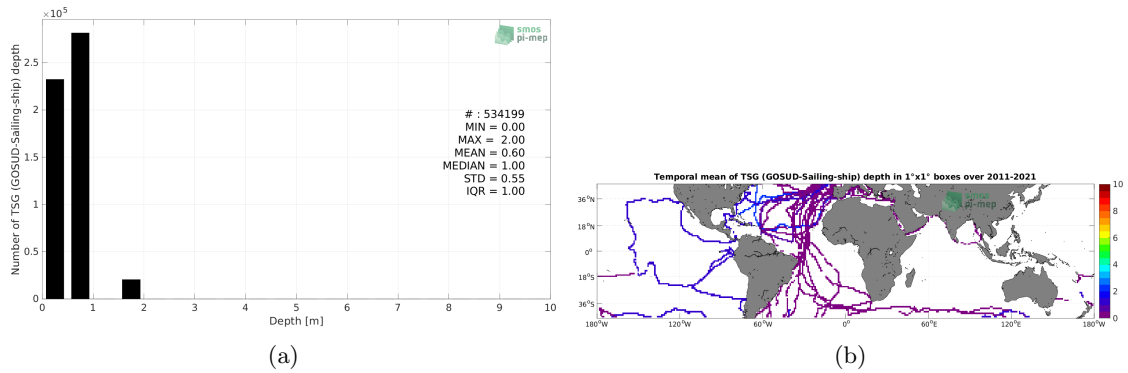 ×10⁵
smos
pi-mep
Number of TSG (GOSUD-Sailing-ship) depth
2.5
2
1.5
1
0.5
0
# : 534199
MIN = 0.00
MAX = 2.00
MEAN = 0.60
MEDIAN = 1.00
STD = 0.55
IQR = 1.00
0 1 2 3 4 5 6 7 8 9 10
Depth [m]
(a)
Temporal mean of TSG (GOSUD-Sailing-ship) depth in 1°x1° boxes over 2011-2021
smos
pi-mep
36°N
18°N
0°
18°S
36°S
180°W 120°W 60°W 0° 60°E 120°E 180°W
10
8
6
4
2
0
(b)